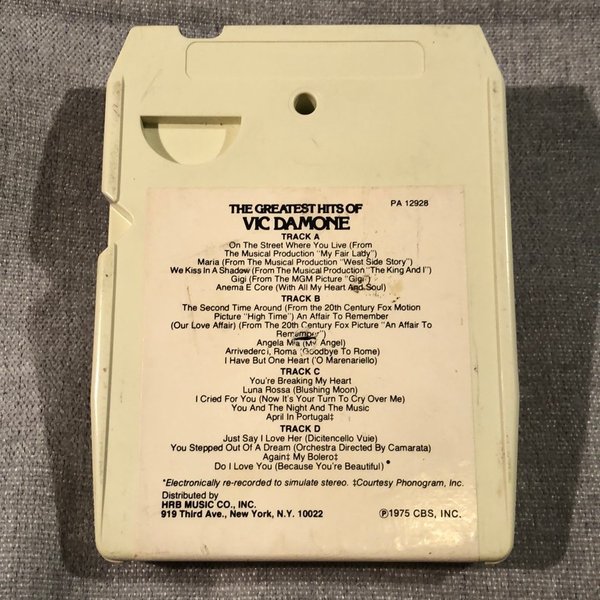 THE GREATEST HITS OF
PA 12928
VIC DAMONE
TRACK A
On The Street Where You Live (From
The Musical Production "My Fair Lady")
Maria (From The Musical Production "West Side Story")
We Kiss In A Shadow (From The Musical Production "The King And I")
Gigi (From The MGM Picture "Gigi")
Anema E Core (With All My Heart And Soul)
TRACK B
The Second Time Around (From the 20th Century Fox Motion
Picture "High Time") An Affair To Remember
(Our Love Affair) (From The 20th Century Fox Picture "An Affair To
Remember")
Angela Mia (My Angel)
Arrivederci, Roma (Goodbye To Rome)
I Have But One Heart ('O Marenariello)
TRACK C
You're Breaking My Heart
Luna Rossa (Blushing Moon)
I Cried For You (Now It's Your Turn To Cry Over Me)
You And The Night And The Music
April In Portugal‡
TRACK D
Just Say I Love Her (Dicitencello Vuie)
You Stepped Out Of A Dream (Orchestra Directed By Camarata)
Again‡ My Bolero‡
Do I Love You (Because You're Beautiful)*
*Electronically re-recorded to simulate stereo. ‡Courtesy Phonogram, Inc.
Distributed by
HRB MUSIC CO., INC.
919 Third Ave., New York, N.Y. 10022
℗1975 CBS, INC.